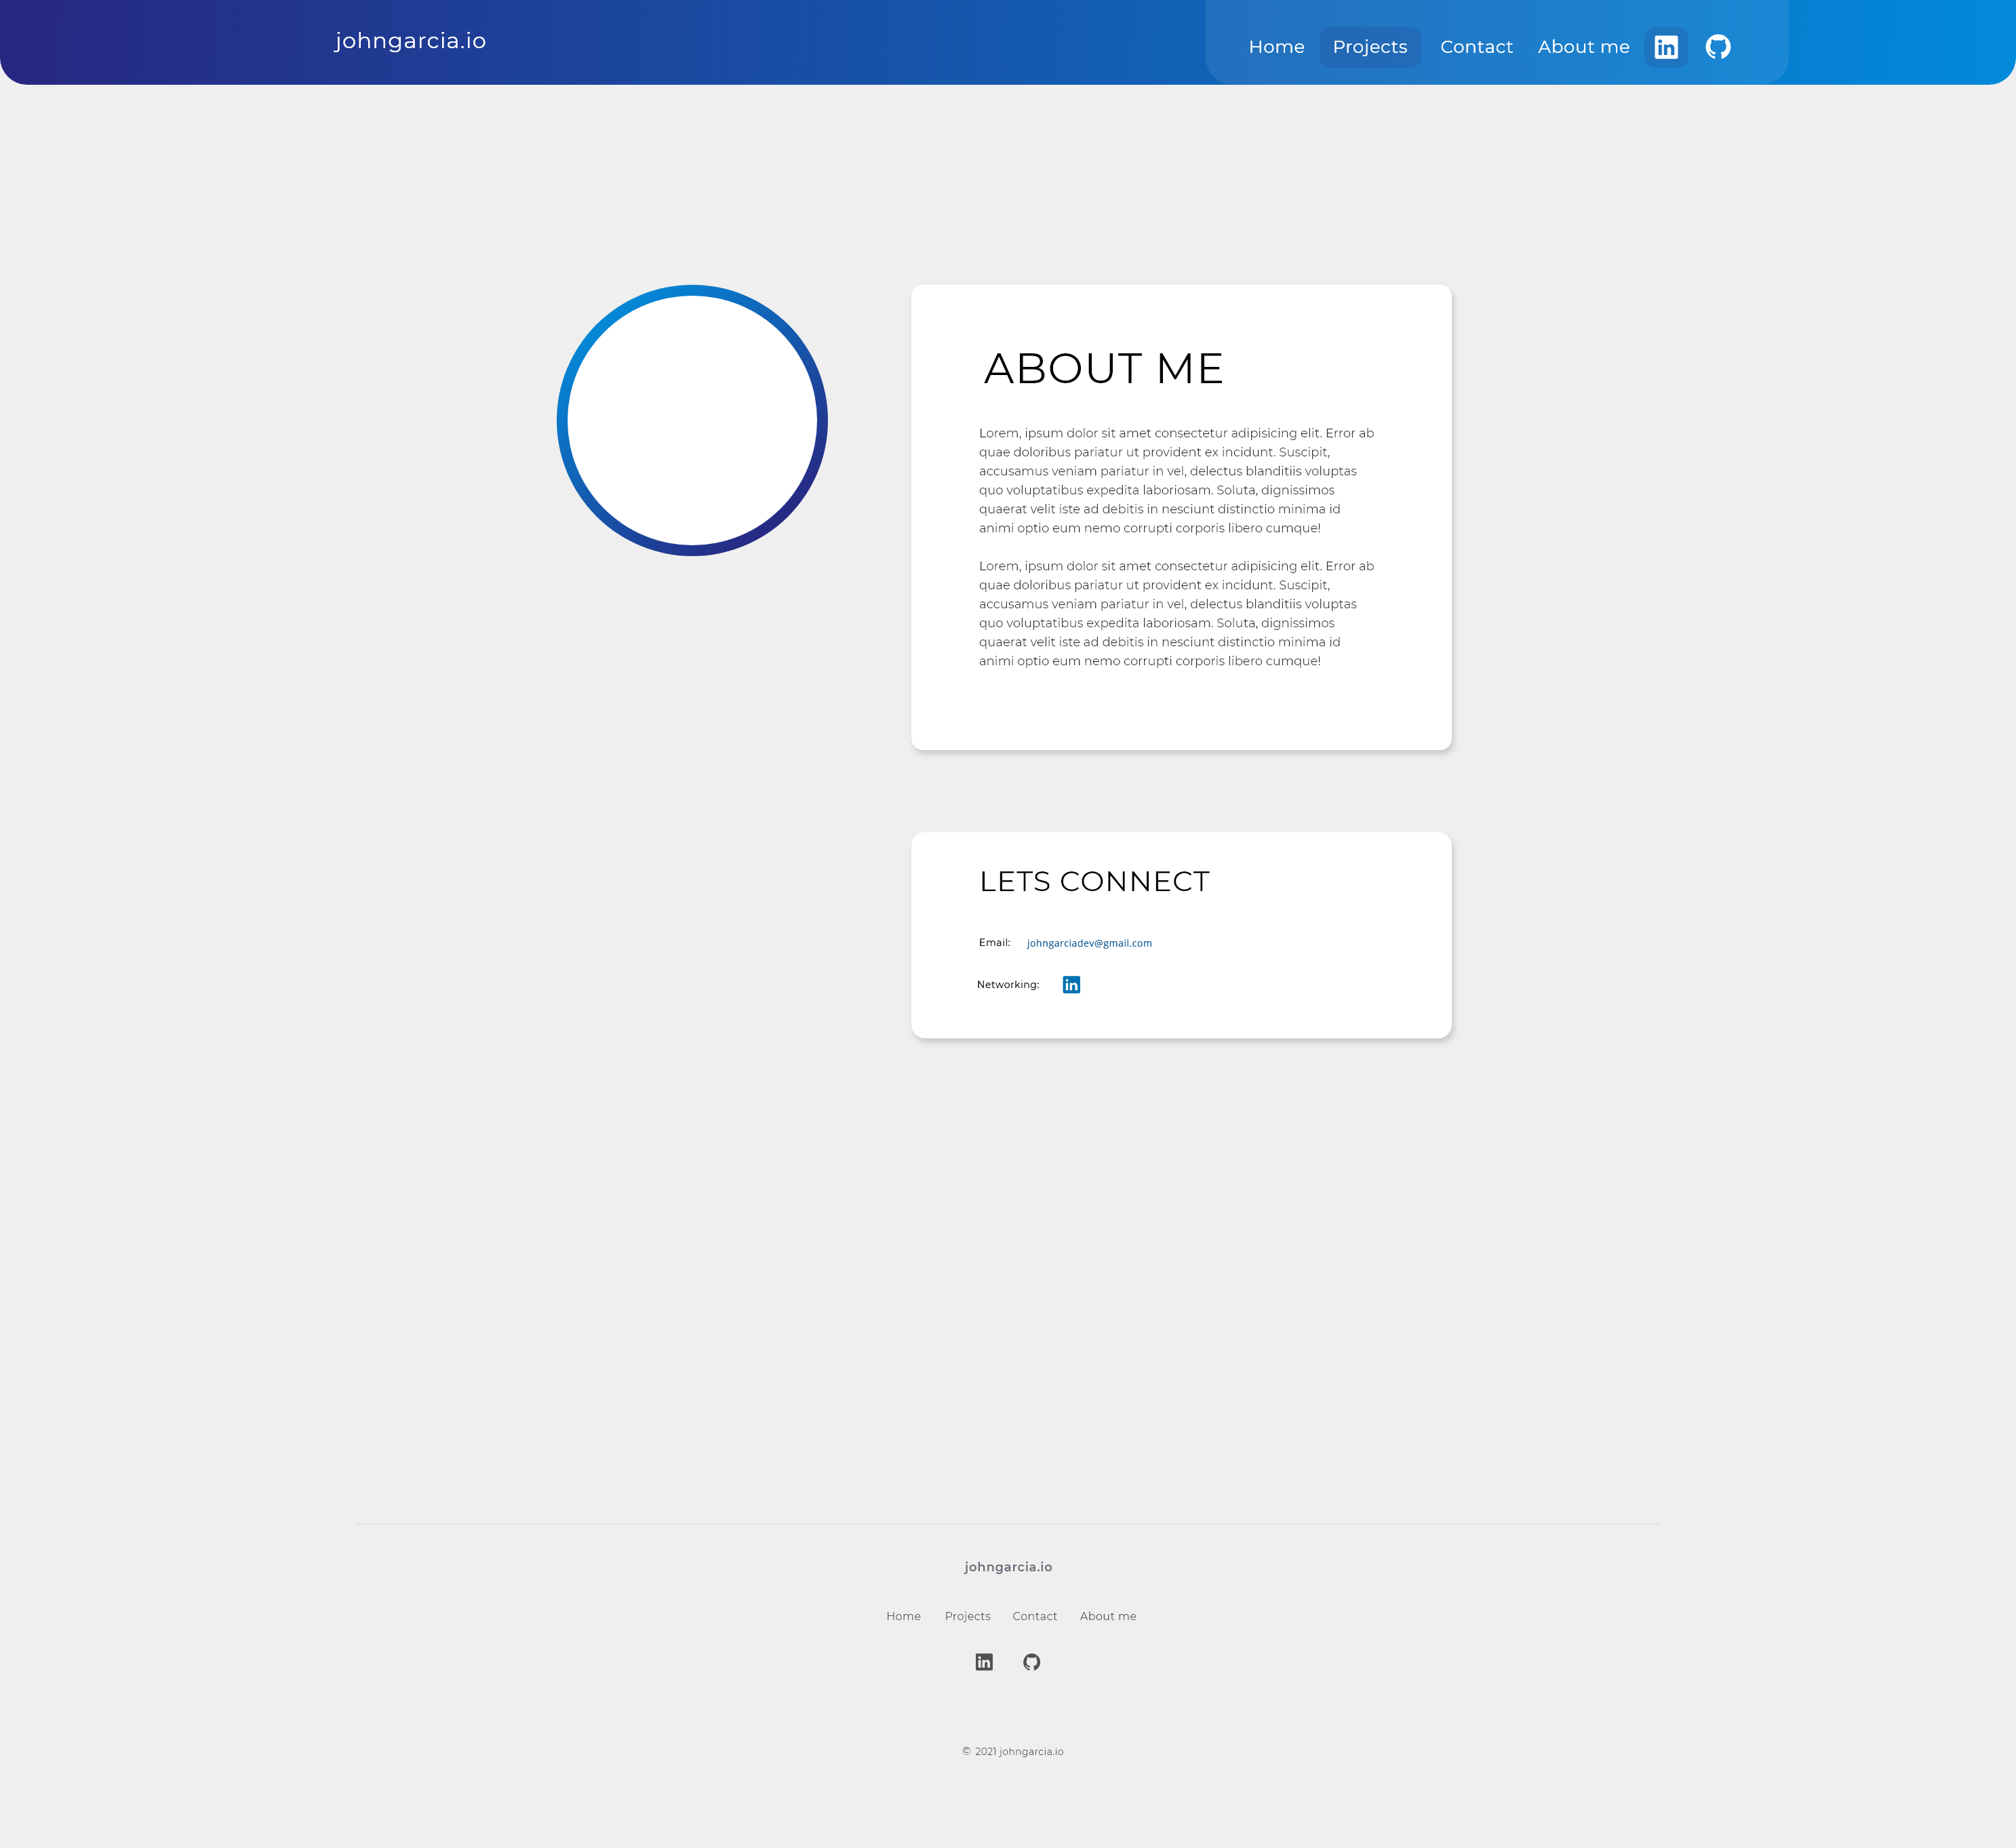 johngarcia.io
Home Projects Contact About me
ABOUT ME
Lorem, ipsum dolor sit amet consectetur adipisicing elit. Error ab
quae doloribus pariatur ut provident ex incidunt. Suscipit,
accusamus veniam pariatur in vel, delectus blanditiis voluptas
quo voluptatibus expedita laboriosam. Soluta, dignissimos
quaerat velit iste ad debitis in nesciunt distinctio minima id
animi optio eum nemo corrupti corporis libero cumque!
Lorem, ipsum dolor sit amet consectetur adipisicing elit. Error ab
quae doloribus pariatur ut provident ex incidunt. Suscipit,
accusamus veniam pariatur in vel, delectus blanditiis voluptas
quo voluptatibus expedita laboriosam. Soluta, dignissimos
quaerat velit iste ad debitis in nesciunt distinctio minima id
animi optio eum nemo corrupti corporis libero cumque!
LETS CONNECT
Email: johngarciadev@gmail.com
Networking:
johngarcia.io
Home Projects Contact About me
© 2021 johngarcia.io